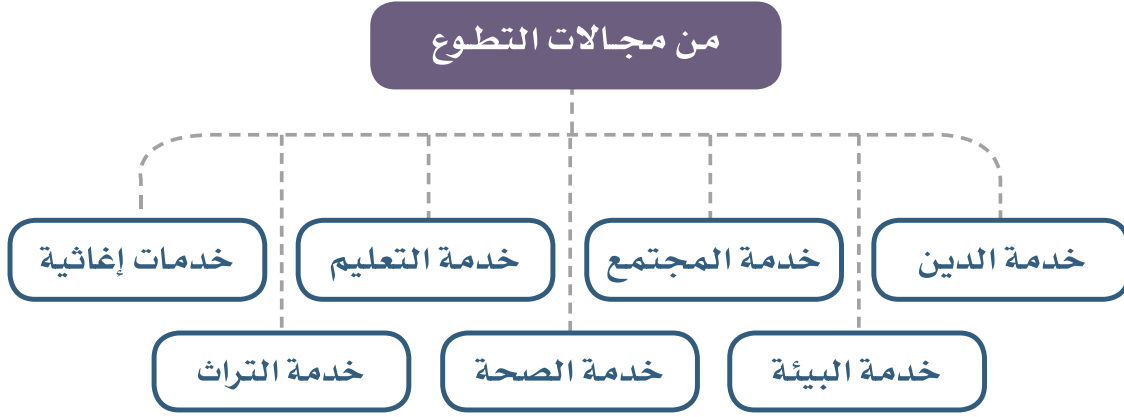 من مجالات التطوع
خدمة الدين
خدمة المجتمع
خدمة التعليم
خدمات إغاثية
خدمة البيئة
خدمة الصحة
خدمة التراث